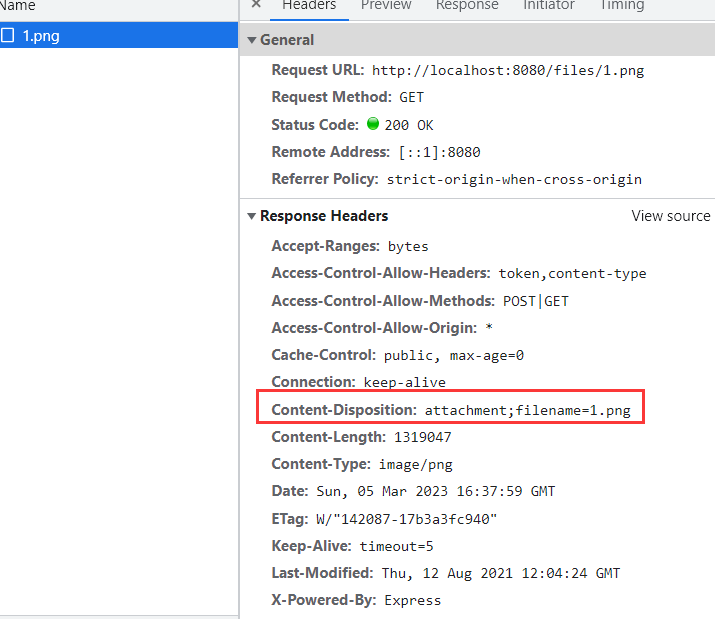 Name
× Headers Preview Response Initiator Timing
1.png
▼ General
Request URL: http://localhost:8080/files/1.png
Request Method: GET
Status Code: 200 OK
Remote Address: [::1]:8080
Referrer Policy: strict-origin-when-cross-origin
▼ Response Headers View source
Accept-Ranges: bytes
Access-Control-Allow-Headers: token,content-type
Access-Control-Allow-Methods: POST|GET
Access-Control-Allow-Origin: *
Cache-Control: public, max-age=0
Connection: keep-alive
Content-Disposition: attachment;filename=1.png
Content-Length: 1319047
Content-Type: image/png
Date: Sun, 05 Mar 2023 16:37:59 GMT
ETag: W/"142087-17b3a3fc940"
Keep-Alive: timeout=5
Last-Modified: Thu, 12 Aug 2021 12:04:24 GMT
X-Powered-By: Express